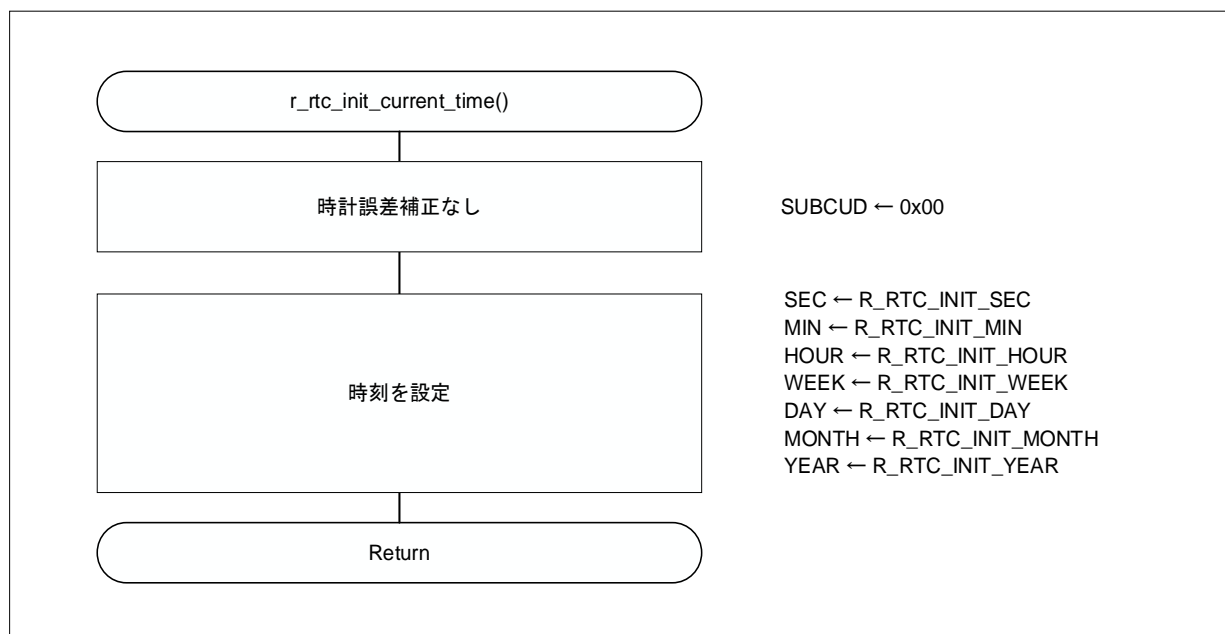 r_rtc_init_current_time()
時計誤差補正なし
SUBCUD ← 0x00
時刻を設定
SEC ← R_RTC_INIT_SEC
MIN ← R_RTC_INIT_MIN
HOUR ← R_RTC_INIT_HOUR
WEEK ← R_RTC_INIT_WEEK
DAY ← R_RTC_INIT_DAY
MONTH ← R_RTC_INIT_MONTH
YEAR ← R_RTC_INIT_YEAR
Return